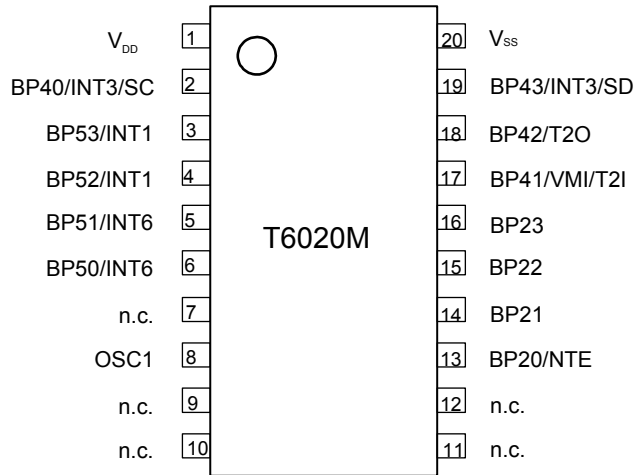 V_DD 1 20 V_SS
BP40/INT3/SC 2 19 BP43/INT3/SD
BP53/INT1 3 18 BP42/T2O
BP52/INT1 4 17 BP41/VMI/T2I
BP51/INT6 5 16 BP23
T6020M
BP50/INT6 6 15 BP22
n.c. 7 14 BP21
OSC1 8 13 BP20/NTE
n.c. 9 12 n.c.
n.c. 10 11 n.c.